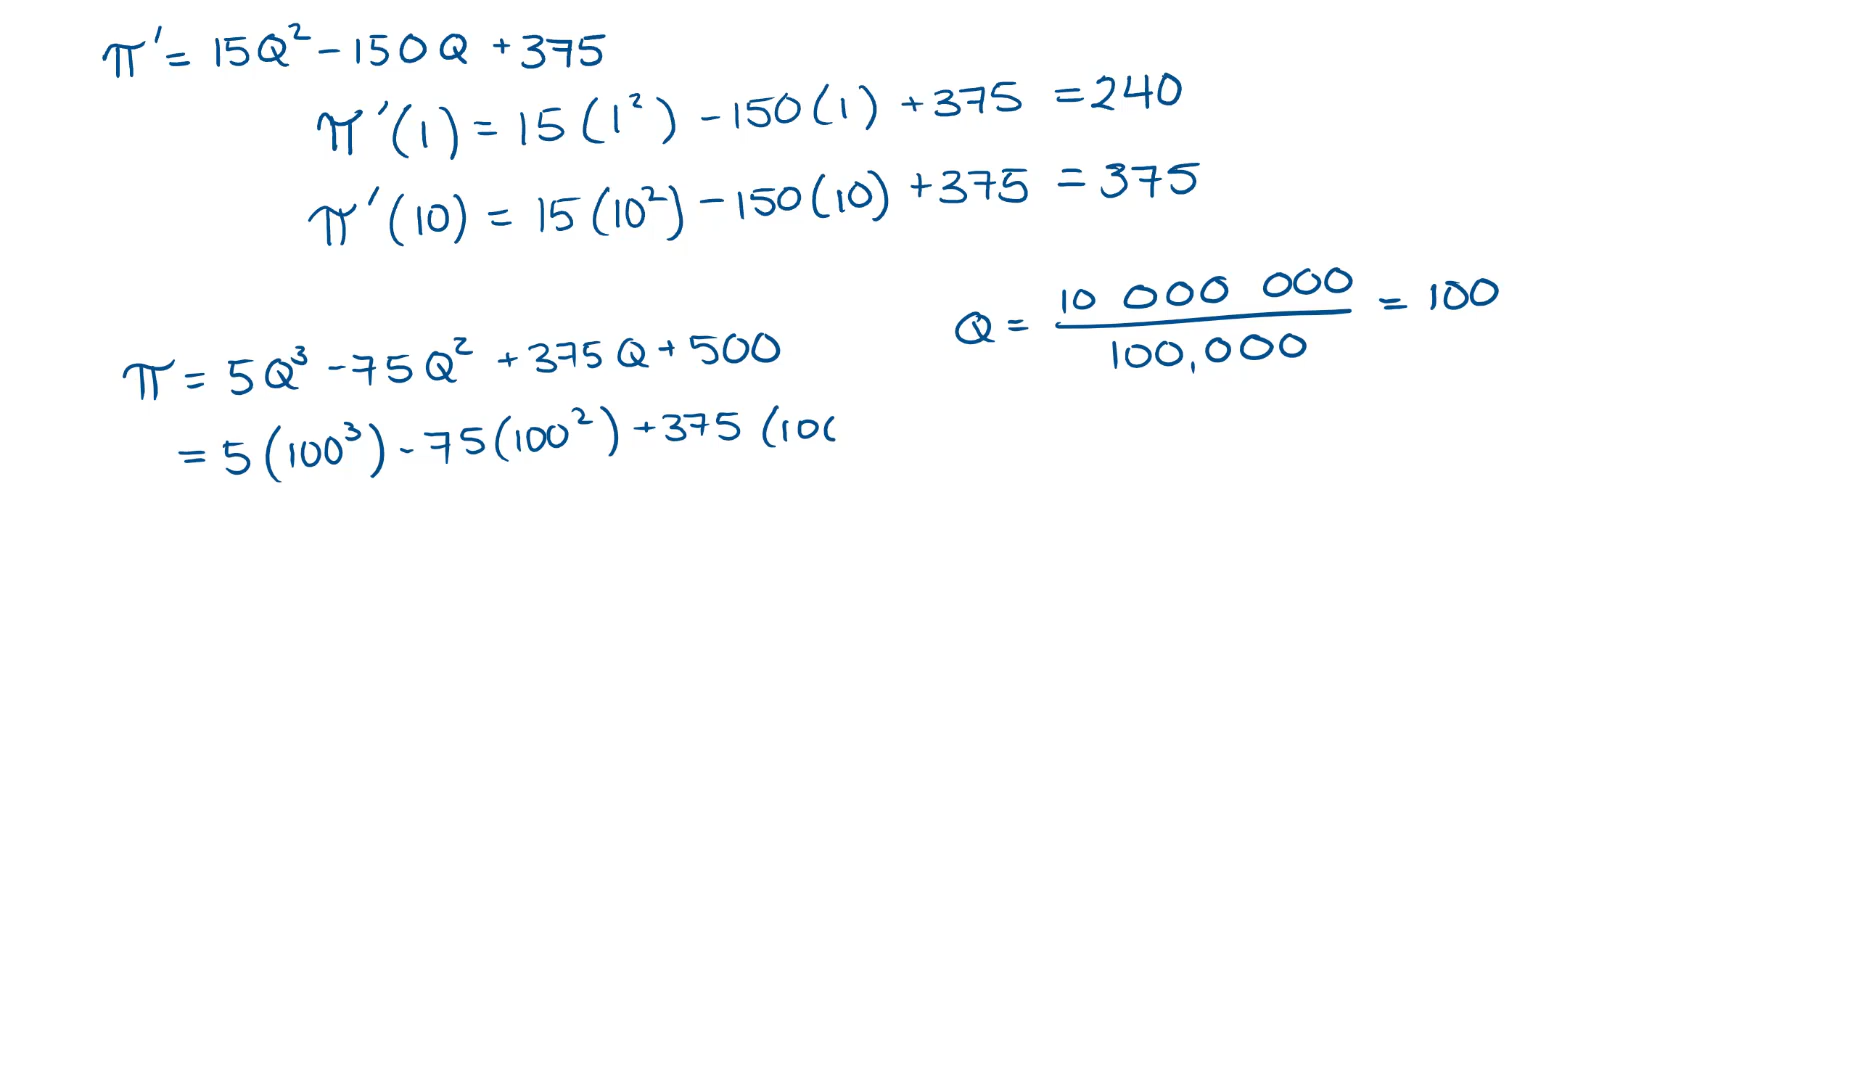 π' = 15Q² - 150Q + 375
π'(1) = 15(1²) - 150(1) + 375 = 240
π'(10) = 15(10²) - 150(10) + 375 = 375
Q = 10 000 000 / 100,000 = 100
π = 5Q³ - 75Q² + 375Q + 500
= 5(100³) - 75(100²) + 375(10(